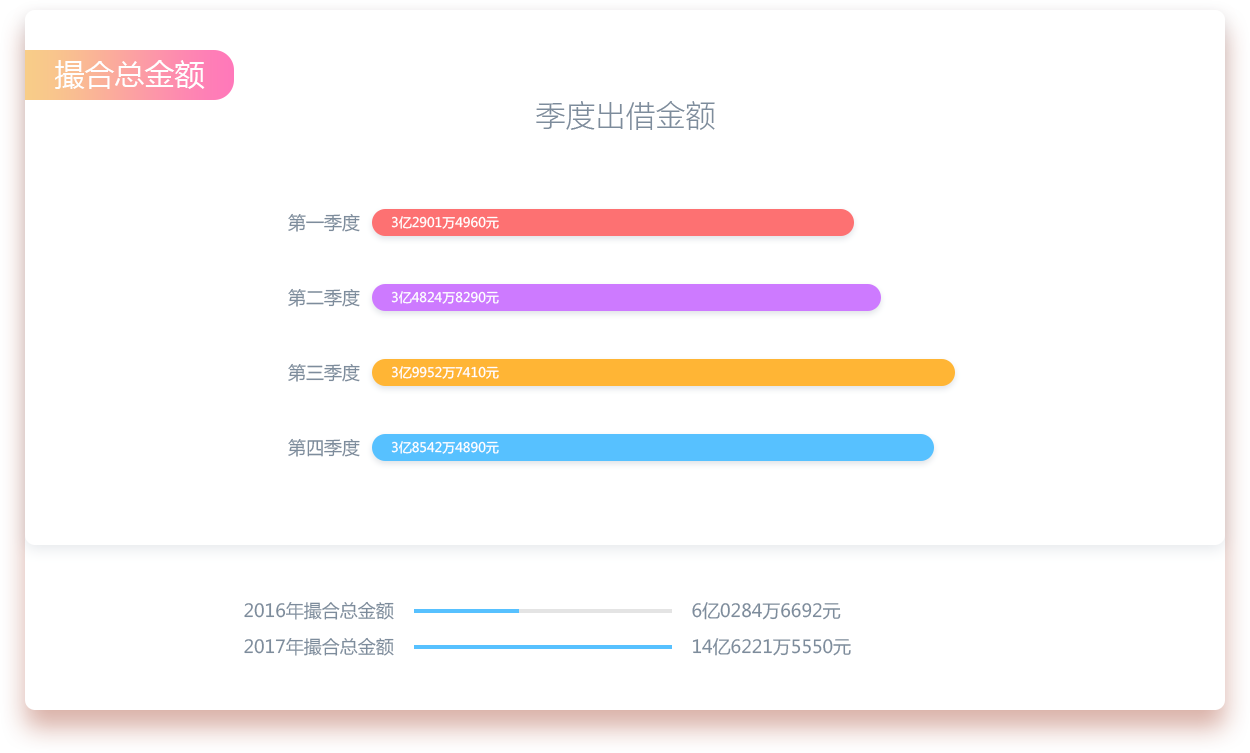 撮合总金额
季度出借金额
第一季度 3亿2901万4960元
第二季度 3亿4824万8290元
第三季度 3亿9952万7410元
第四季度 3亿8542万4890元
2016年撮合总金额 6亿0284万6692元
2017年撮合总金额 14亿6221万5550元